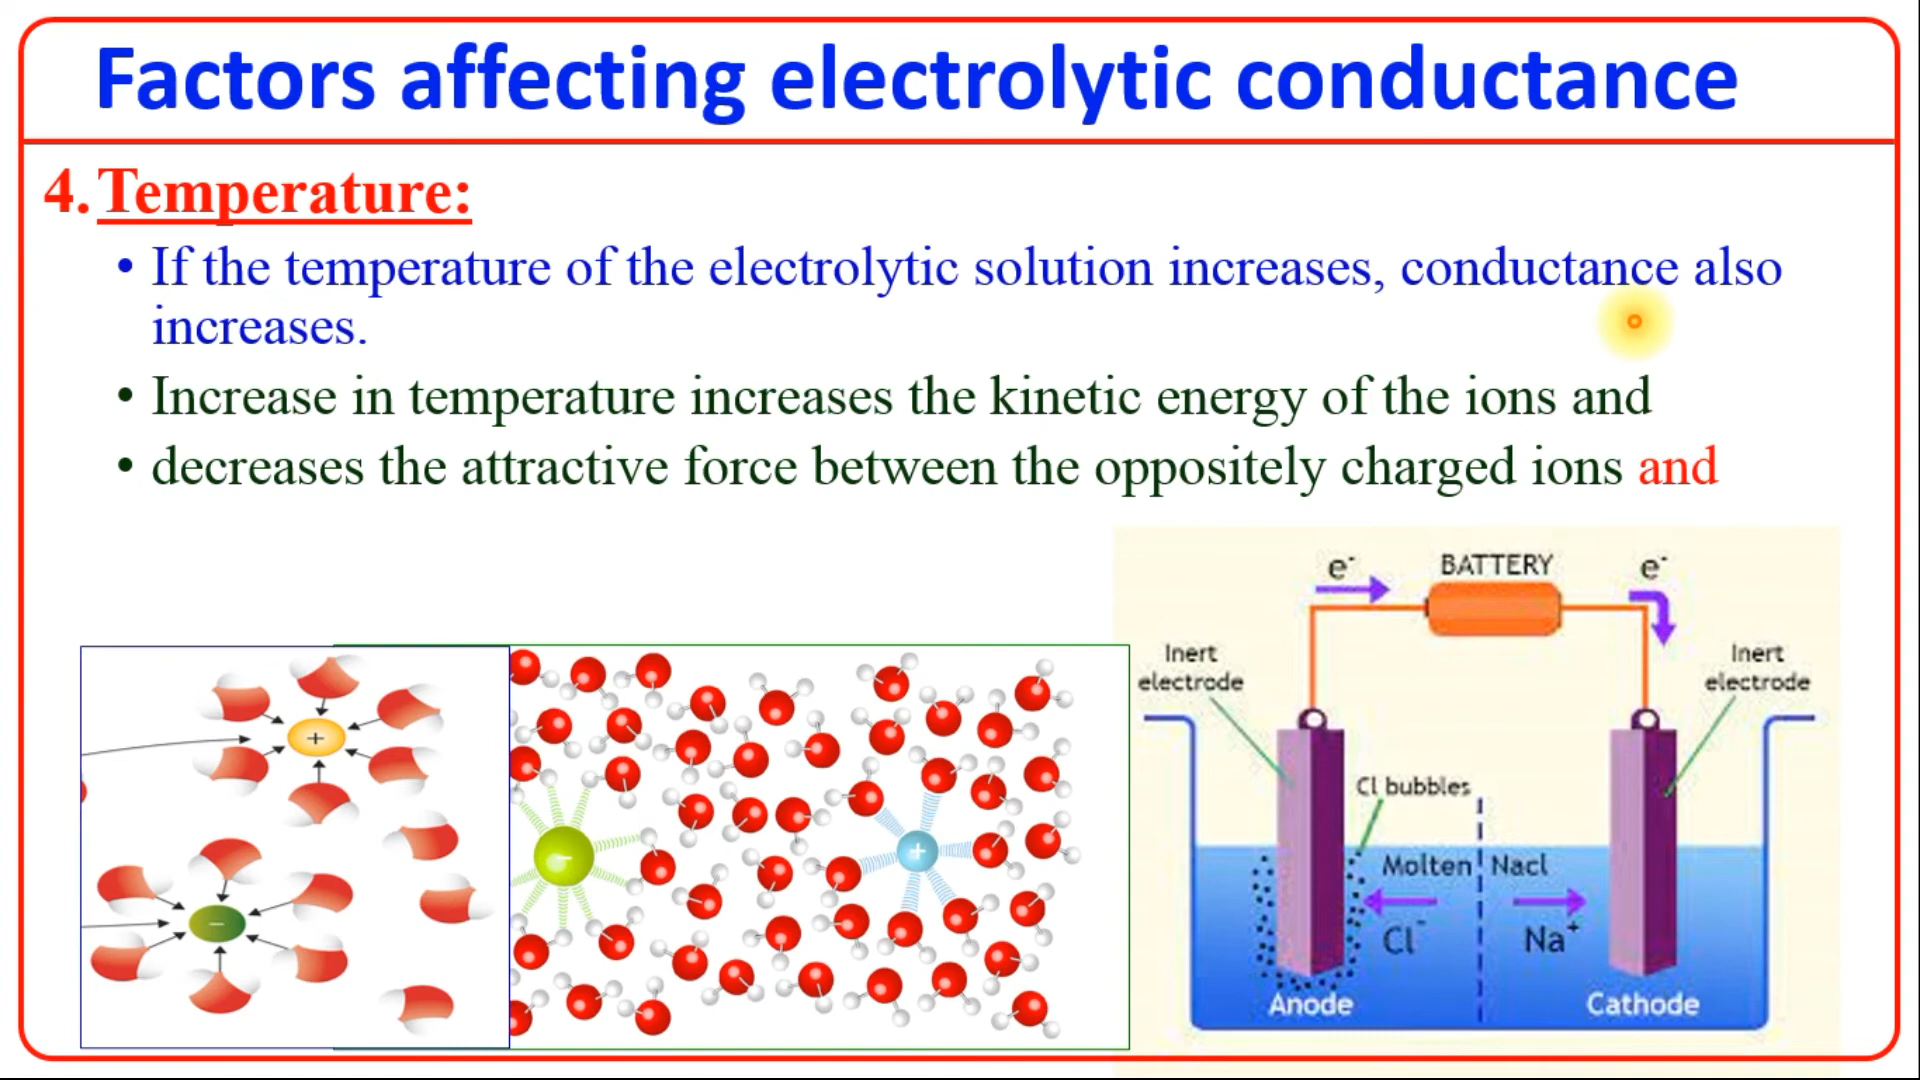 Factors affecting electrolytic conductance
4. Temperature:
• If the temperature of the electrolytic solution increases, conductance also
increases.
• Increase in temperature increases the kinetic energy of the ions and
• decreases the attractive force between the oppositely charged ions and
e⁻ BATTERY e⁻
Inert
electrode
Inert
electrode
Cl bubbles
Molten Nacl
Cl⁻ Na⁺
Anode Cathode
+
−
−
+